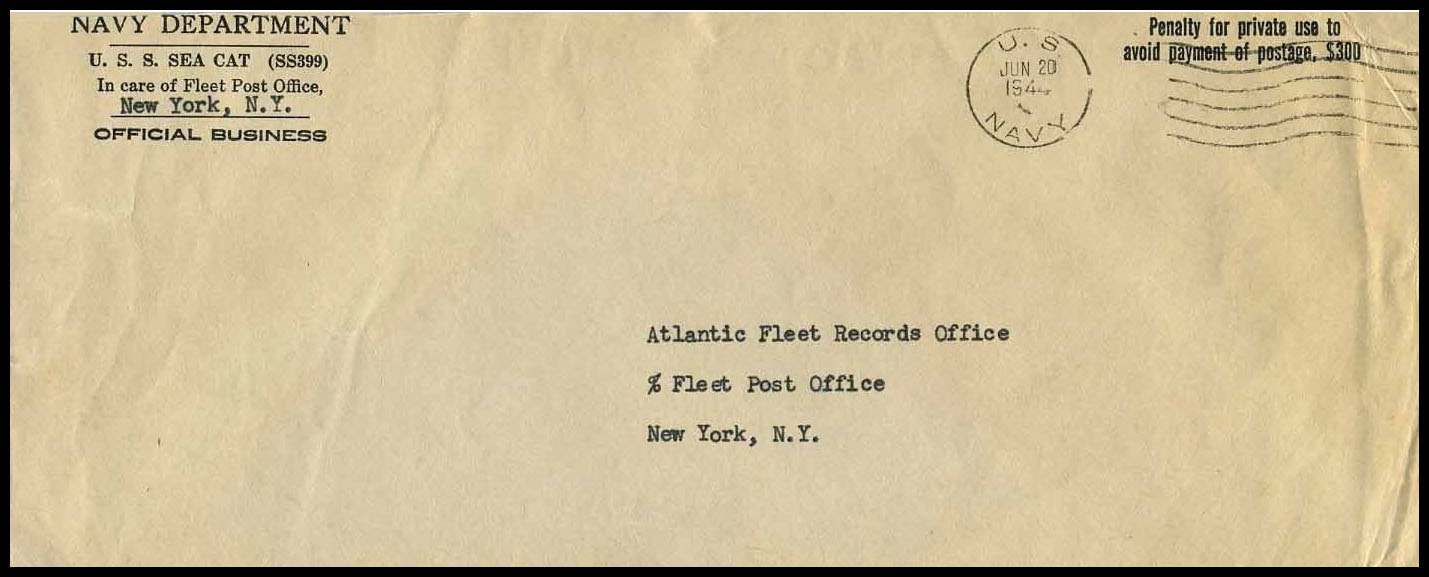 NAVY DEPARTMENT
U. S. S. SEA CAT (SS399)
In care of Fleet Post Office,
New York, N.Y.
OFFICIAL BUSINESS
U. S.
JUN 20
1944
NAVY
Penalty for private use to
avoid payment of postage, $300
Atlantic Fleet Records Office
% Fleet Post Office
New York, N.Y.